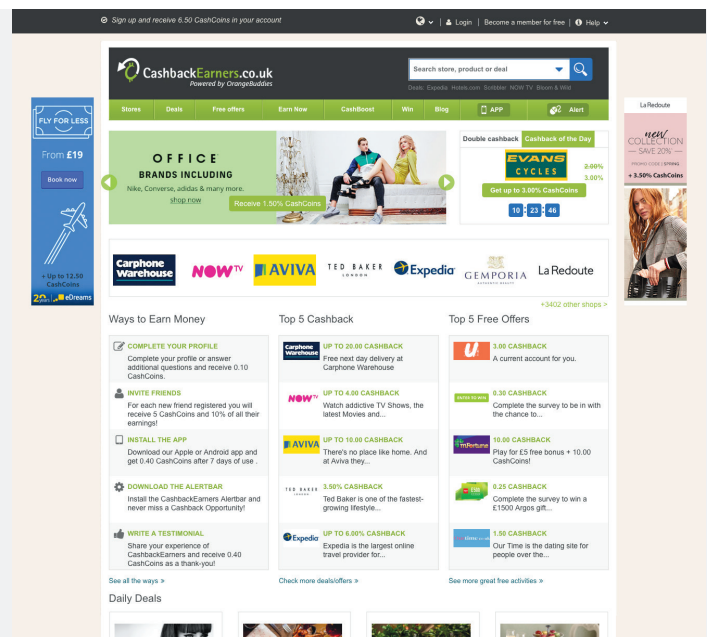 Sign up and receive 6.50 CashCoins in your account
Login | Become a member for free | Help
CashbackEarners.co.uk
Powered by OrangeBuddies
Search store, product or deal
Deals: Expedia Hotels.com Scribbler NOW TV Bloom & Wild
Stores Deals Free offers Earn Now CashBoost Win Blog APP Alert
FLY FOR LESS
From £19
Book now
+ Up to 12.50
CashCoins
20 years eDreams
OFFICE
BRANDS INCLUDING
Nike, Converse, adidas & many more.
shop now
Receive 1.50% CashCoins
Double cashback Cashback of the Day
EVANS
CYCLES
2.00%
3.00%
Get up to 3.00% CashCoins
10 : 23 : 46
La Redoute
new
COLLECTION
— SAVE 20%* —
PROMO CODE | SPRING
+ 3.50% CashCoins
Carphone
Warehouse
NOW TV
AVIVA
TED BAKER
LONDON
Expedia
GEMPORIA
La Redoute
+3402 other shops >
Ways to Earn Money
COMPLETE YOUR PROFILE
Complete your profile or answer
additional questions and receive 0.10
CashCoins.
INVITE FRIENDS
For each new friend registered you will
receive 5 CashCoins and 10% of all their
earnings!
INSTALL THE APP
Download our Apple or Android app and
get 0.40 CashCoins after 7 days of use .
DOWNLOAD THE ALERTBAR
Install the CashbackEarners Alertbar and
never miss a Cashback Opportunity!
WRITE A TESTIMONIAL
Share your experience of
CashbackEarners and receive 0.40
CashCoins as a thank-you!
See all the ways »
Top 5 Cashback
Carphone
Warehouse
UP TO 20.00 CASHBACK
Free next day delivery at
Carphone Warehouse
NOW TV
UP TO 4.00 CASHBACK
Watch addictive TV Shows, the
latest Movies and...
AVIVA
UP TO 10.00 CASHBACK
There's no place like home. And
at Aviva they...
TED BAKER
3.50% CASHBACK
Ted Baker is one of the fastest-
growing lifestyle...
Expedia
UP TO 6.00% CASHBACK
Expedia is the largest online
travel provider for...
Check more deals/offers »
Top 5 Free Offers
3.00 CASHBACK
A current account for you.
ENTER TO WIN
0.30 CASHBACK
Complete the survey to be in with
the chance to...
mFortune
10.00 CASHBACK
Play for £5 free bonus + 10.00
CashCoins!
0.25 CASHBACK
Complete the survey to win a
£1500 Argos gift...
1.50 CASHBACK
Our Time is the dating site for
people over the...
See more great free activities »
Daily Deals